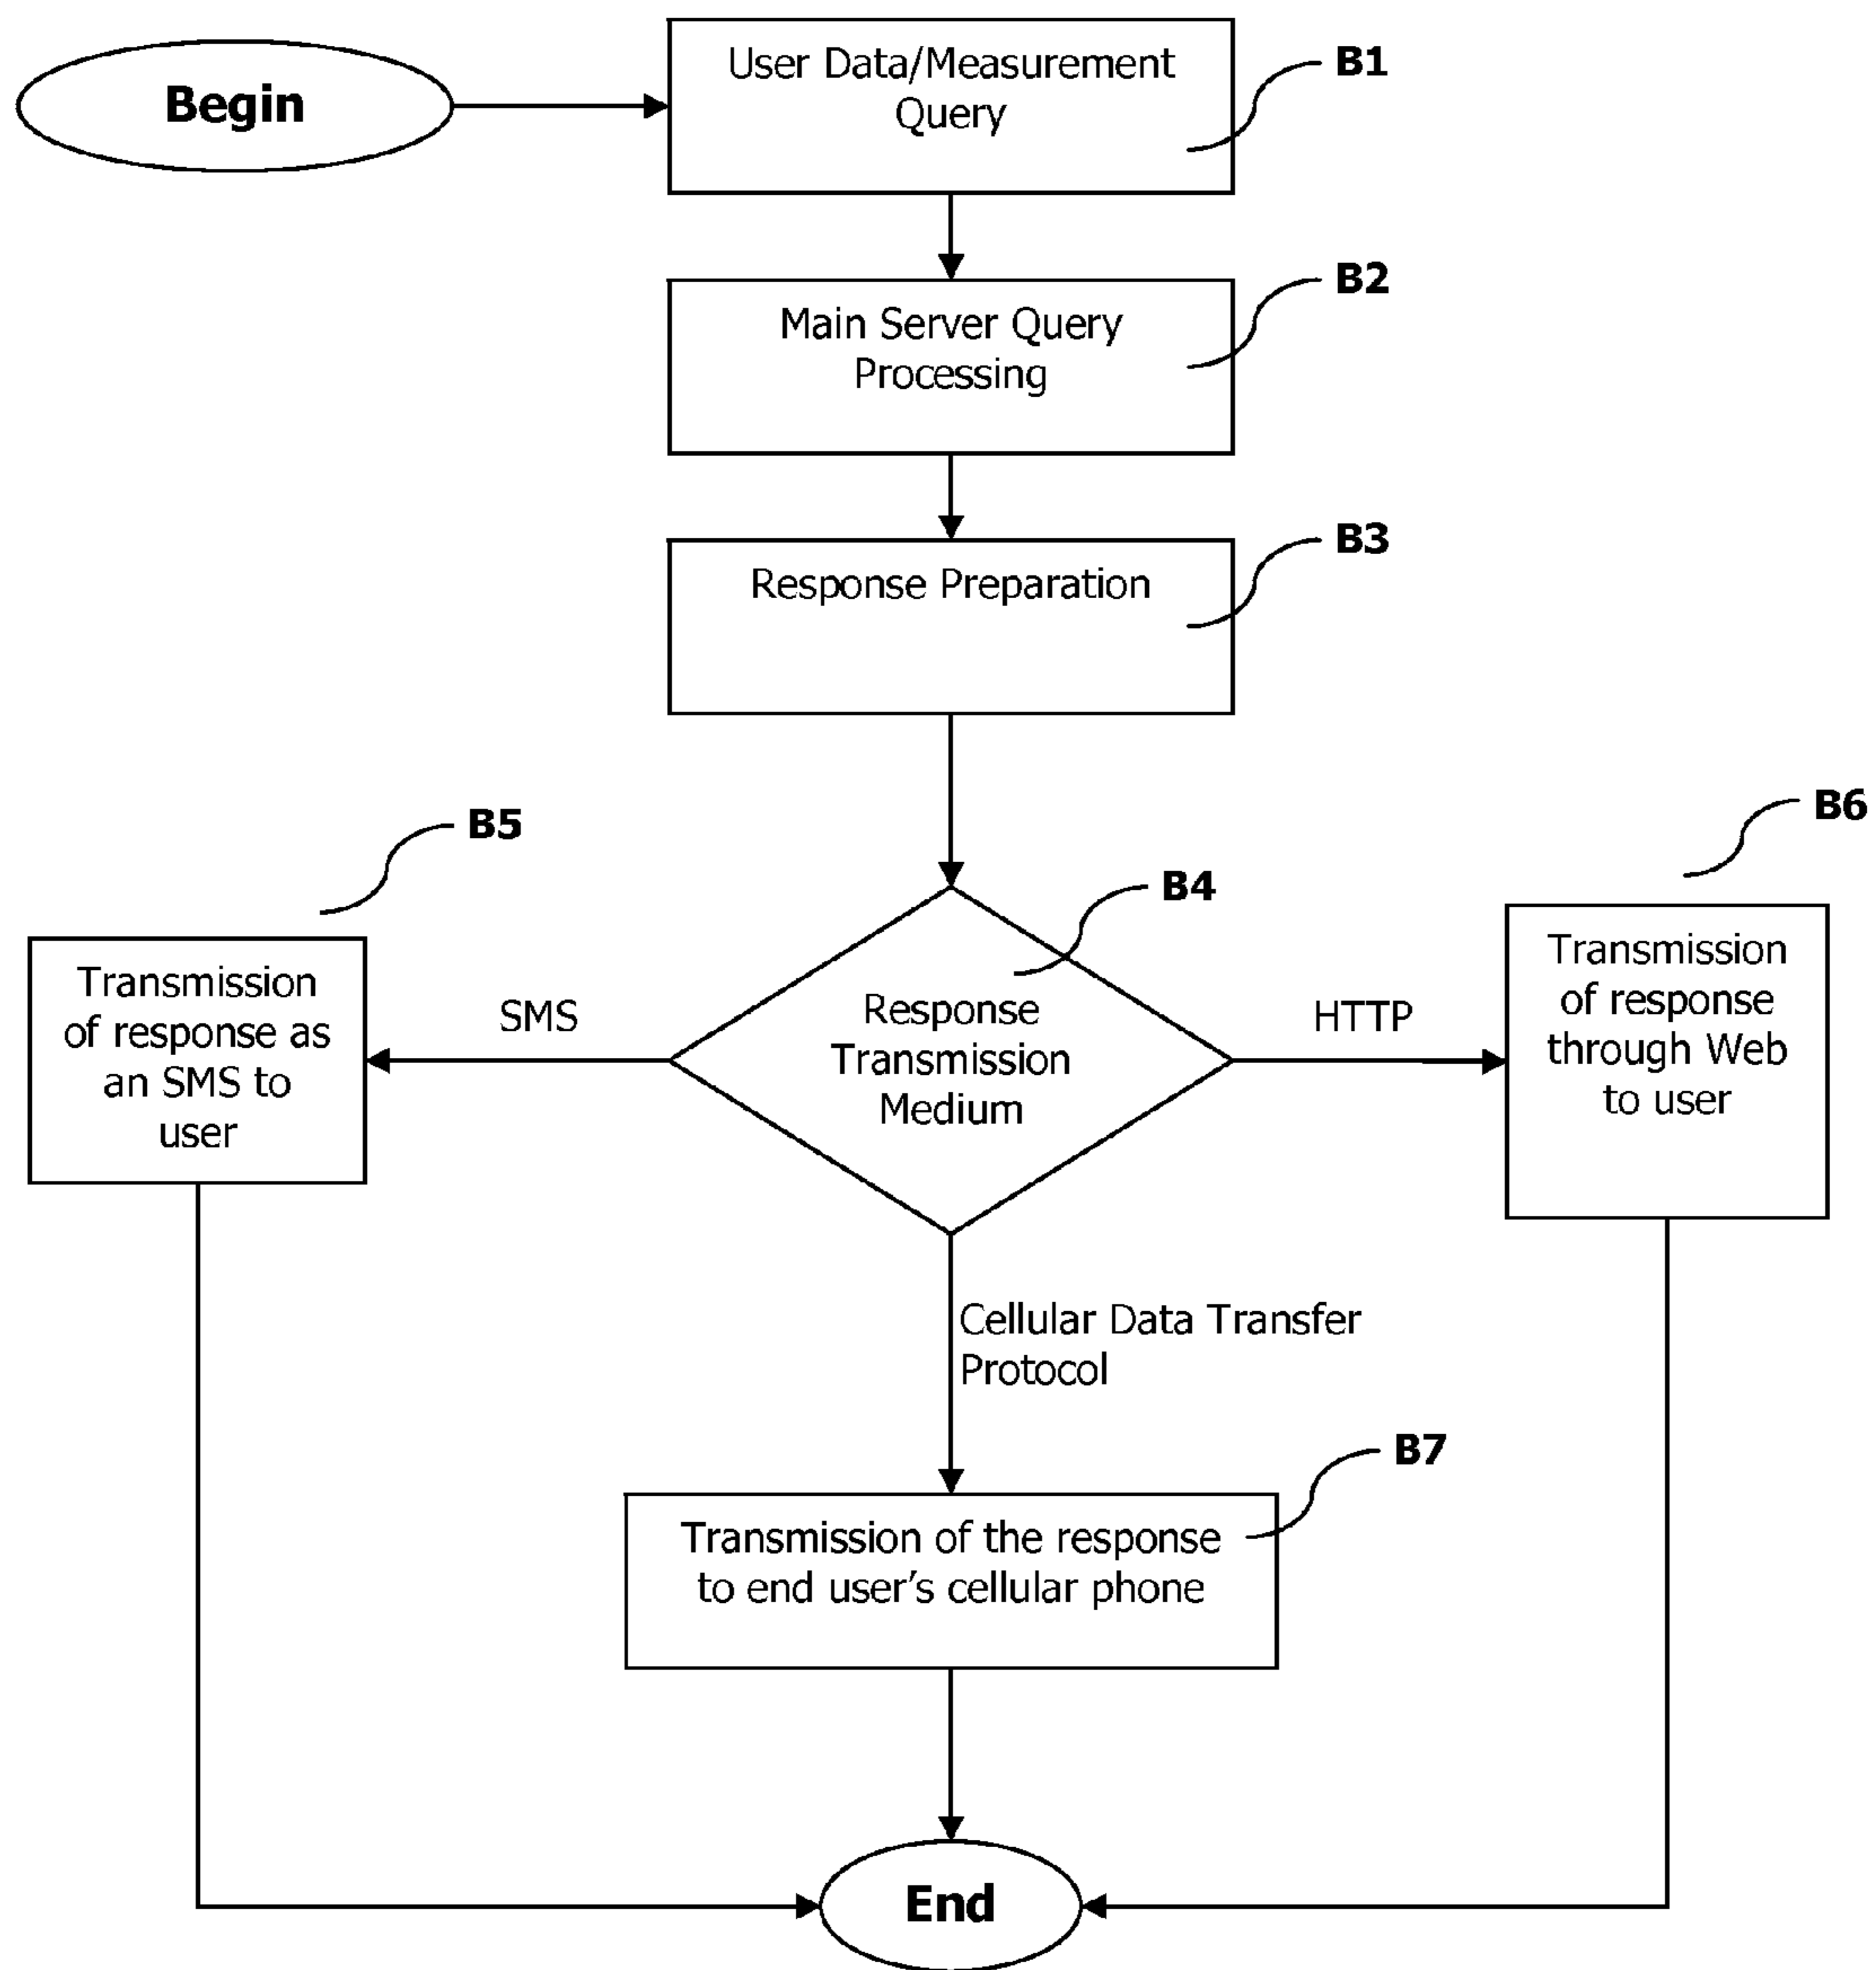 Begin
User Data/Measurement
Query
B1
Main Server Query
Processing
B2
Response Preparation
B3
B5
B6
B4
Transmission
of response as
an SMS to
user
SMS
Response
Transmission
Medium
HTTP
Transmission
of response
through Web
to user
Cellular Data Transfer
Protocol
B7
Transmission of the response
to end user's cellular phone
End